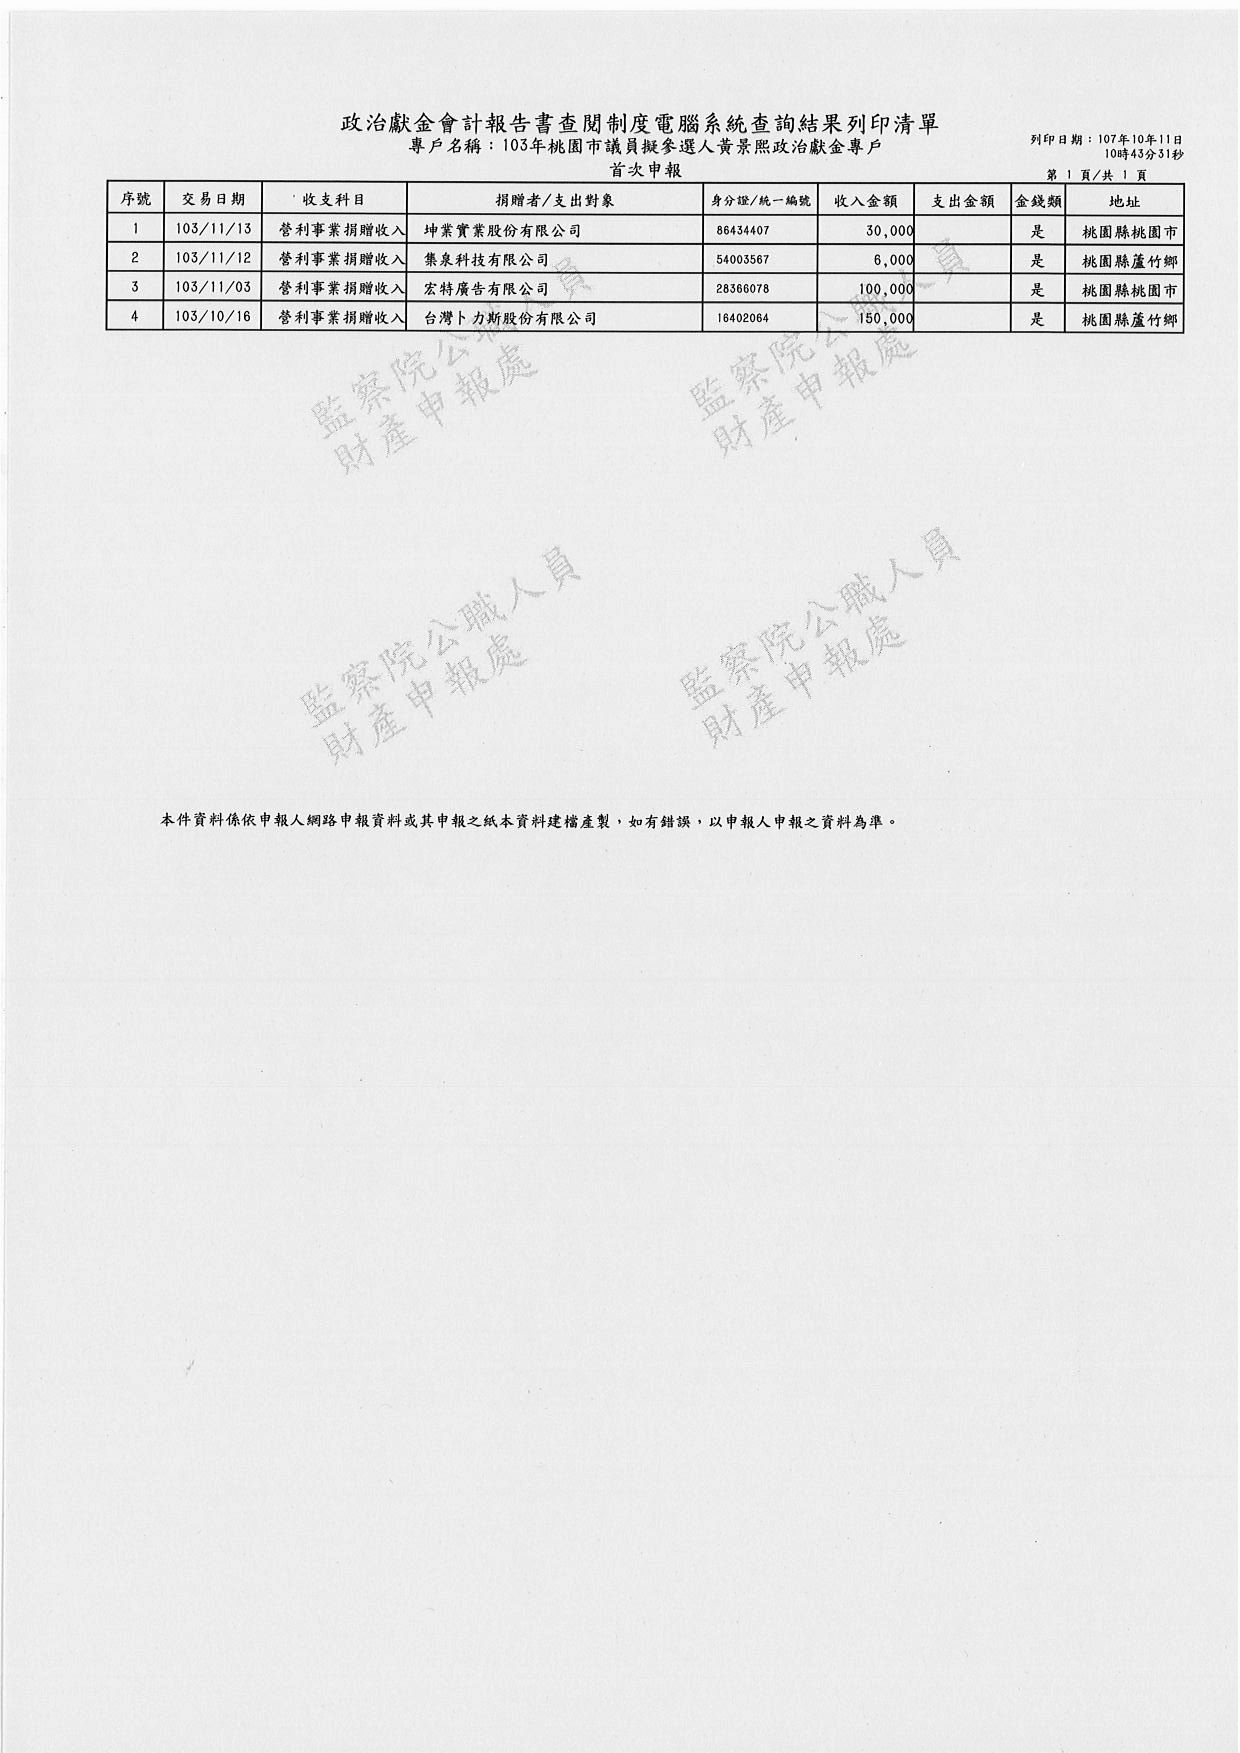 政治獻金會計報告書查閱制度電腦系統查詢結果列印清單
專戶名稱：103年桃園市議員擬參選人黃景熙政治獻金專戶
首次申報
列印日期：107年10年11日
10時43分31秒
第 1 頁/共 1 頁
序號 交易日期 收支科目 捐贈者/支出對象 身分證/統一編號 收入金額 支出金額 金錢類 地址
1 103/11/13 營利事業捐贈收入 坤業實業股份有限公司 86434407 30,000 是 桃園縣桃園市
2 103/11/12 營利事業捐贈收入 集泉科技有限公司 54003567 6,000 是 桃園縣蘆竹鄉
3 103/11/03 營利事業捐贈收入 宏特廣告有限公司 28366078 100,000 是 桃園縣桃園市
4 103/10/16 營利事業捐贈收入 台灣卜力斯股份有限公司 16402064 150,000 是 桃園縣蘆竹鄉
監察院公職人員
財產申報處
監察院公職人員
財產申報處
監察院公職人員
財產申報處
監察院公職人員
財產申報處
本件資料係依申報人網路申報資料或其申報之紙本資料建檔產製，如有錯誤，以申報人申報之資料為準。